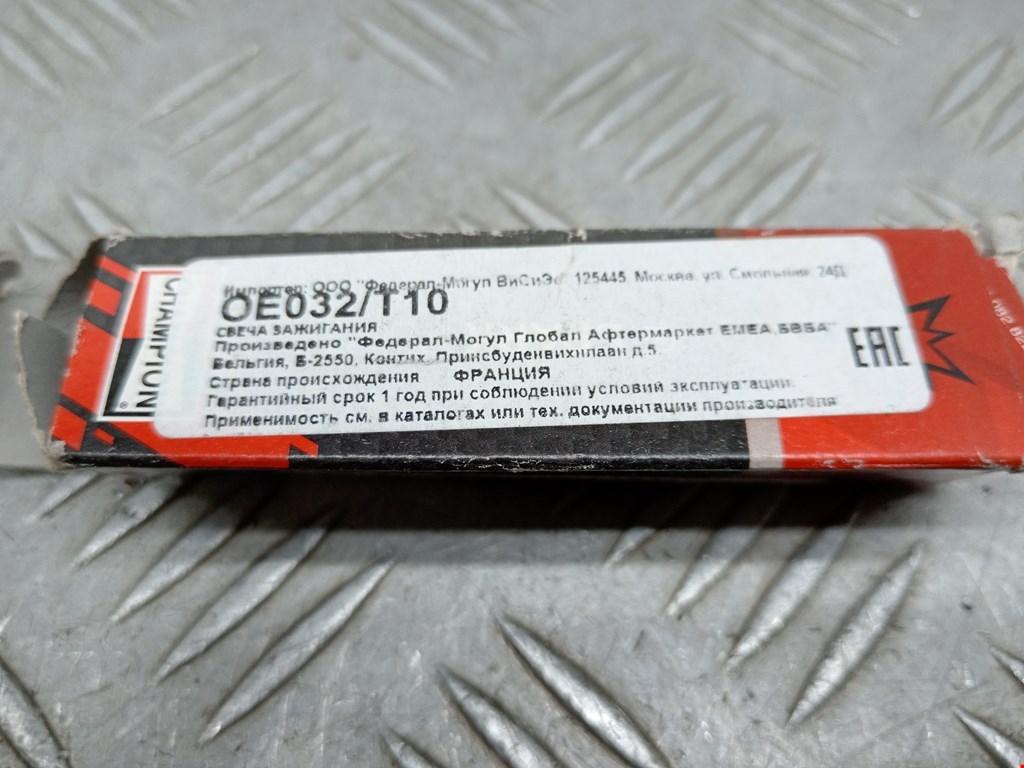 Импортер: ООО "Федерал-Могул ВиСиЭс" 125445, Москва, ул. Смольная, 24Д
OE032/T10
СВЕЧА ЗАЖИГАНИЯ
Произведено "Федерал-Могул Глобал Афтермаркет ЕМЕА, БВБА"
Бельгия, Б-2550, Контих, Принсбуденвихилаан д.5.
Страна происхождения ФРАНЦИЯ
Гарантийный срок 1 год при соблюдении условий эксплуатации.
Применимость см. в каталогах или тех. документации производителя
EAC
CHAMPION
®